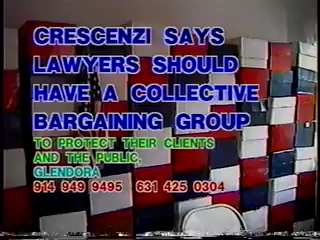 CRESCENZI SAYS
LAWYERS SHOULD
HAVE A COLLECTIVE
BARGAINING GROUP
TO PROTECT THEIR CLIENTS
AND THE PUBLIC,
GLENDORA
914 949 9495 631 425 0304